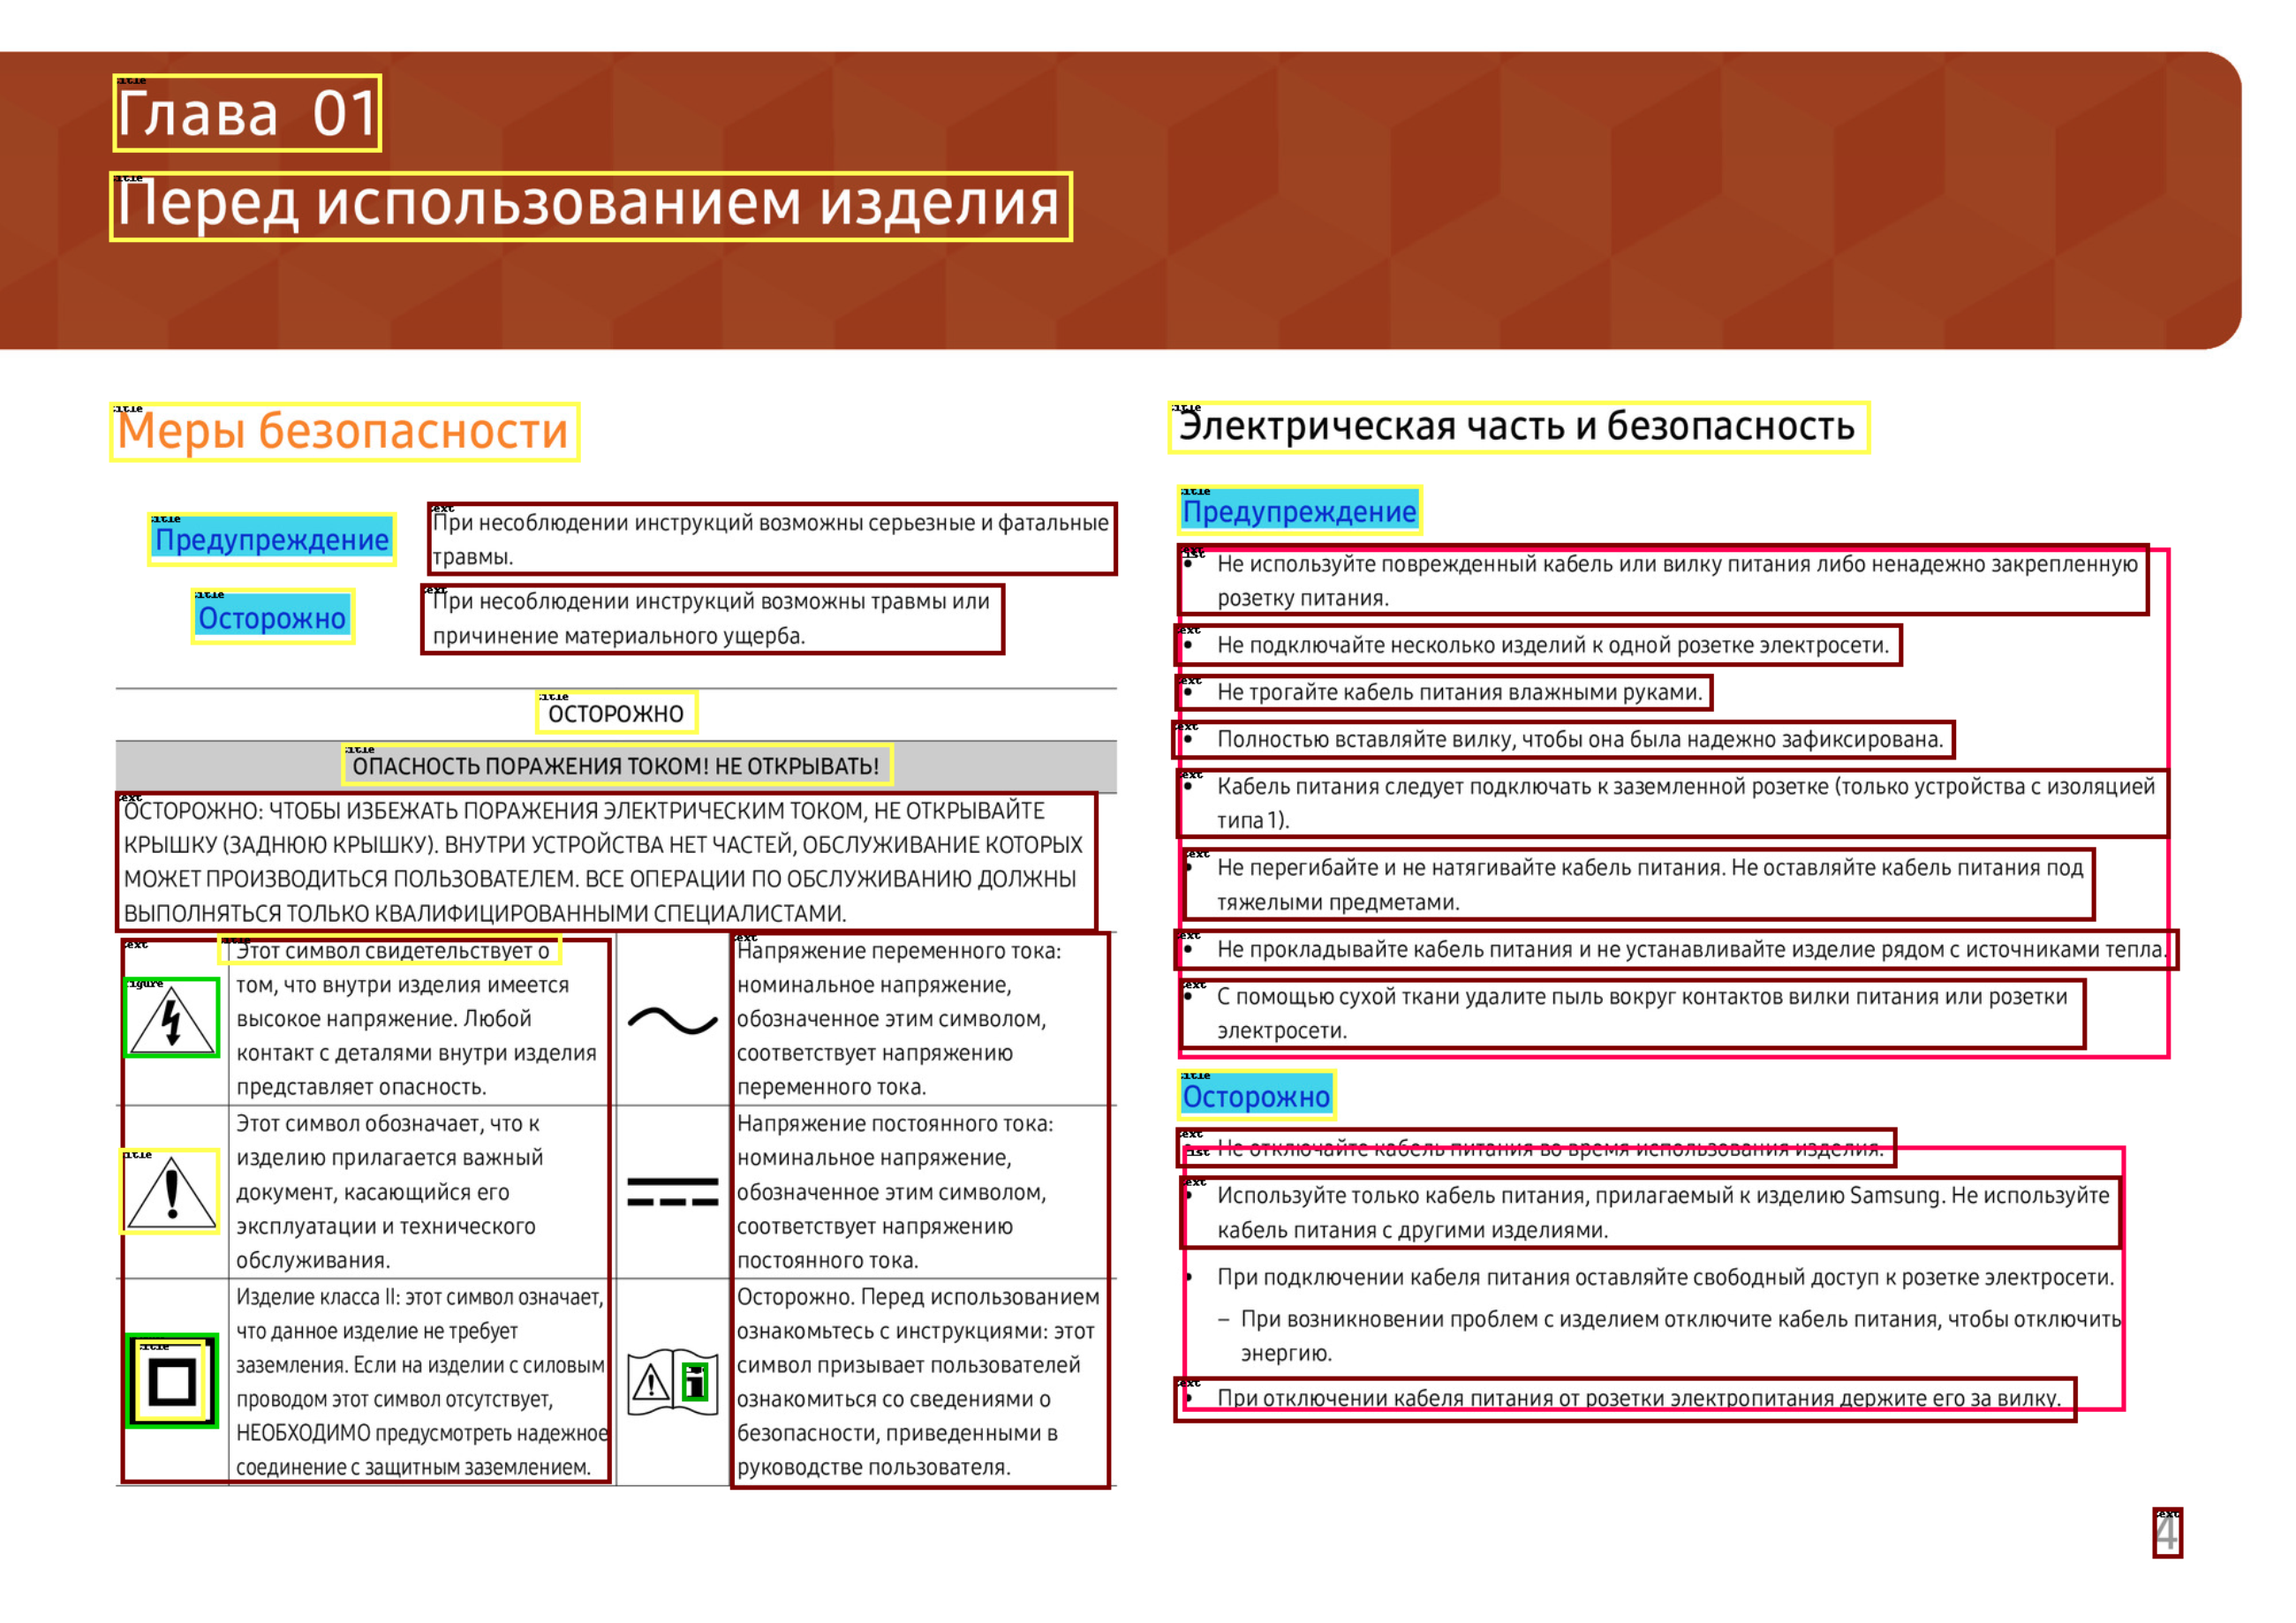 Глава 01
Перед использованием изделия
Меры безопасности
Предупреждение
При несоблюдении инструкций возможны серьезные и фатальные
травмы.
Осторожно
При несоблюдении инструкций возможны травмы или
причинение материального ущерба.
ОСТОРОЖНО
ОПАСНОСТЬ ПОРАЖЕНИЯ ТОКОМ! НЕ ОТКРЫВАТЬ!
ОСТОРОЖНО: ЧТОБЫ ИЗБЕЖАТЬ ПОРАЖЕНИЯ ЭЛЕКТРИЧЕСКИМ ТОКОМ, НЕ ОТКРЫВАЙТЕ
КРЫШКУ (ЗАДНЮЮ КРЫШКУ). ВНУТРИ УСТРОЙСТВА НЕТ ЧАСТЕЙ, ОБСЛУЖИВАНИЕ КОТОРЫХ
МОЖЕТ ПРОИЗВОДИТЬСЯ ПОЛЬЗОВАТЕЛЕМ. ВСЕ ОПЕРАЦИИ ПО ОБСЛУЖИВАНИЮ ДОЛЖНЫ
ВЫПОЛНЯТЬСЯ ТОЛЬКО КВАЛИФИЦИРОВАННЫМИ СПЕЦИАЛИСТАМИ.
Этот символ свидетельствует о
том, что внутри изделия имеется
высокое напряжение. Любой
контакт с деталями внутри изделия
представляет опасность.
Напряжение переменного тока:
номинальное напряжение,
обозначенное этим символом,
соответствует напряжению
переменного тока.
Этот символ обозначает, что к
изделию прилагается важный
документ, касающийся его
эксплуатации и технического
обслуживания.
Напряжение постоянного тока:
номинальное напряжение,
обозначенное этим символом,
соответствует напряжению
постоянного тока.
Изделие класса II: этот символ означает,
что данное изделие не требует
заземления. Если на изделии с силовым
проводом этот символ отсутствует,
НЕОБХОДИМО предусмотреть надежное
соединение с защитным заземлением.
Осторожно. Перед использованием
ознакомьтесь с инструкциями: этот
символ призывает пользователей
ознакомиться со сведениями о
безопасности, приведенными в
руководстве пользователя.
Электрическая часть и безопасность
Предупреждение
• Не используйте поврежденный кабель или вилку питания либо ненадежно закрепленную
розетку питания.
• Не подключайте несколько изделий к одной розетке электросети.
• Не трогайте кабель питания влажными руками.
• Полностью вставляйте вилку, чтобы она была надежно зафиксирована.
• Кабель питания следует подключать к заземленной розетке (только устройства с изоляцией
типа 1).
• Не перегибайте и не натягивайте кабель питания. Не оставляйте кабель питания под
тяжелыми предметами.
• Не прокладывайте кабель питания и не устанавливайте изделие рядом с источниками тепла.
• С помощью сухой ткани удалите пыль вокруг контактов вилки питания или розетки
электросети.
Осторожно
• Не отключайте кабель питания во время использования изделия.
• Используйте только кабель питания, прилагаемый к изделию Samsung. Не используйте
кабель питания с другими изделиями.
• При подключении кабеля питания оставляйте свободный доступ к розетке электросети.
– При возникновении проблем с изделием отключите кабель питания, чтобы отключить
энергию.
• При отключении кабеля питания от розетки электропитания держите его за вилку.
4